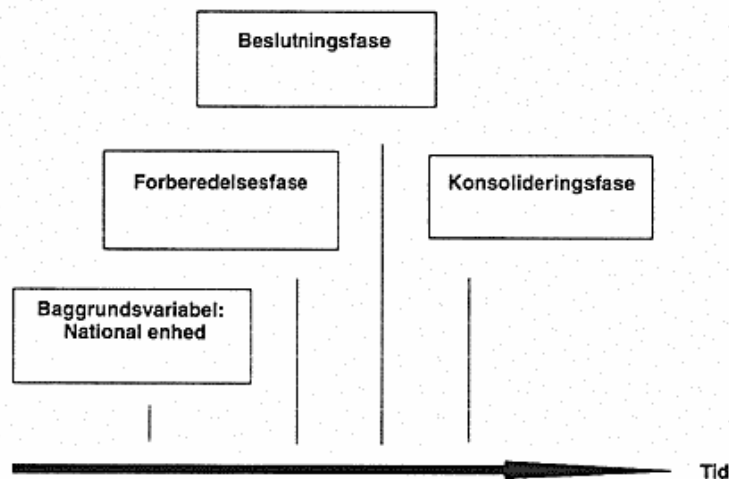 Beslutningsfase
Forberedelsesfase
Konsolideringsfase
Baggrundsvariabel:
National enhed
Tid